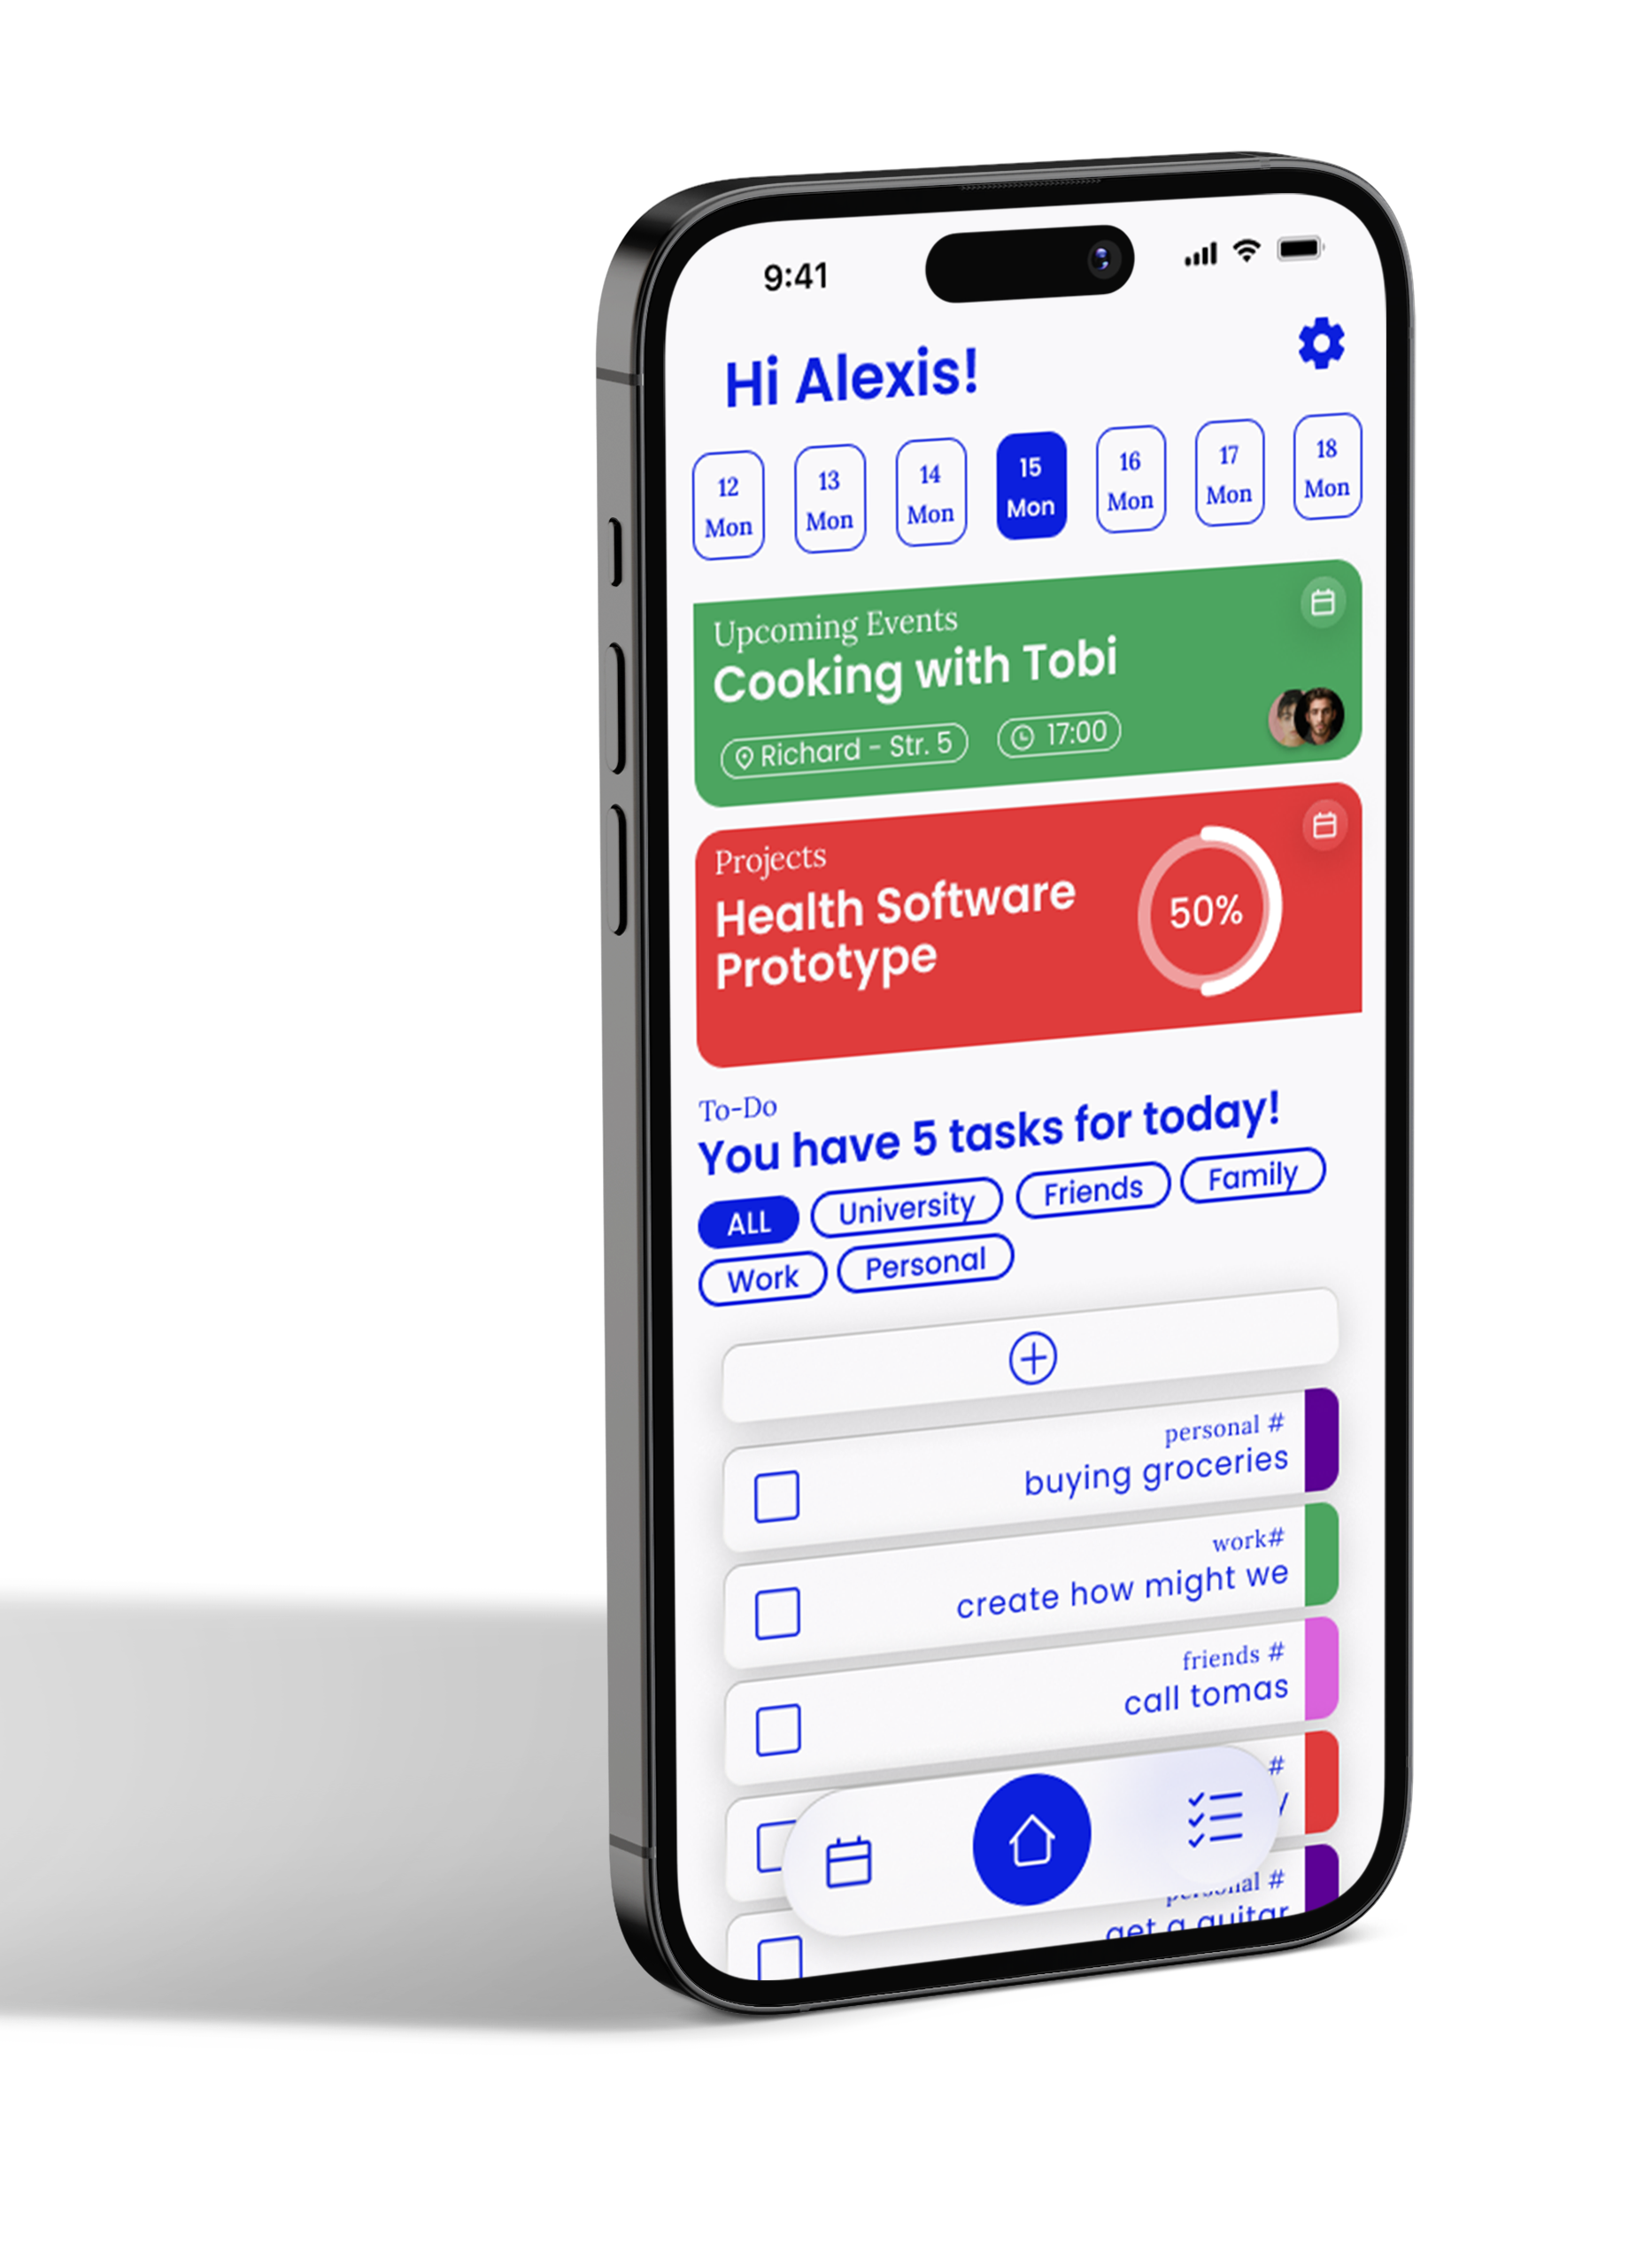 9:41
Hi Alexis!
12 13 14 15 16 17 18
Mon Mon Mon Mon Mon Mon Mon
Upcoming Events
Cooking with Tobi
Richard - Str. 5 17:00
Projects
Health Software
Prototype
50%
To-Do
You have 5 tasks for today!
ALL University Friends Family
Work Personal
personal #
buying groceries
work#
create how might we
friends #
call tomas
#
personal #
get a guitar